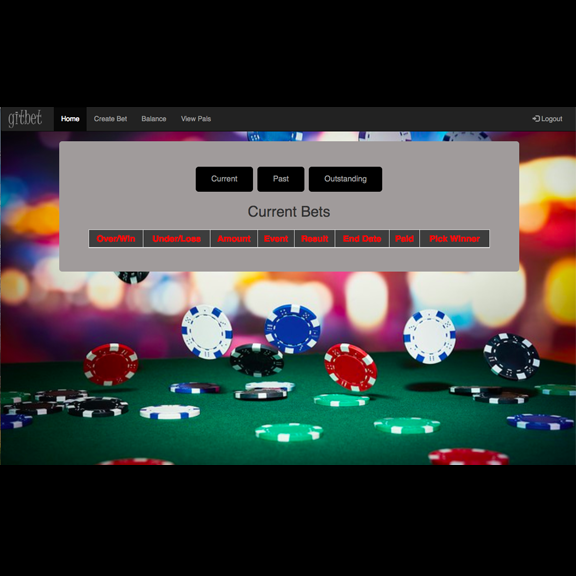 gitbet Home Create Bet Balance View Pals Logout
Current Past Outstanding
Current Bets
Over/Win Under/Loss Amount Event Result End Date Paid Pick Winner